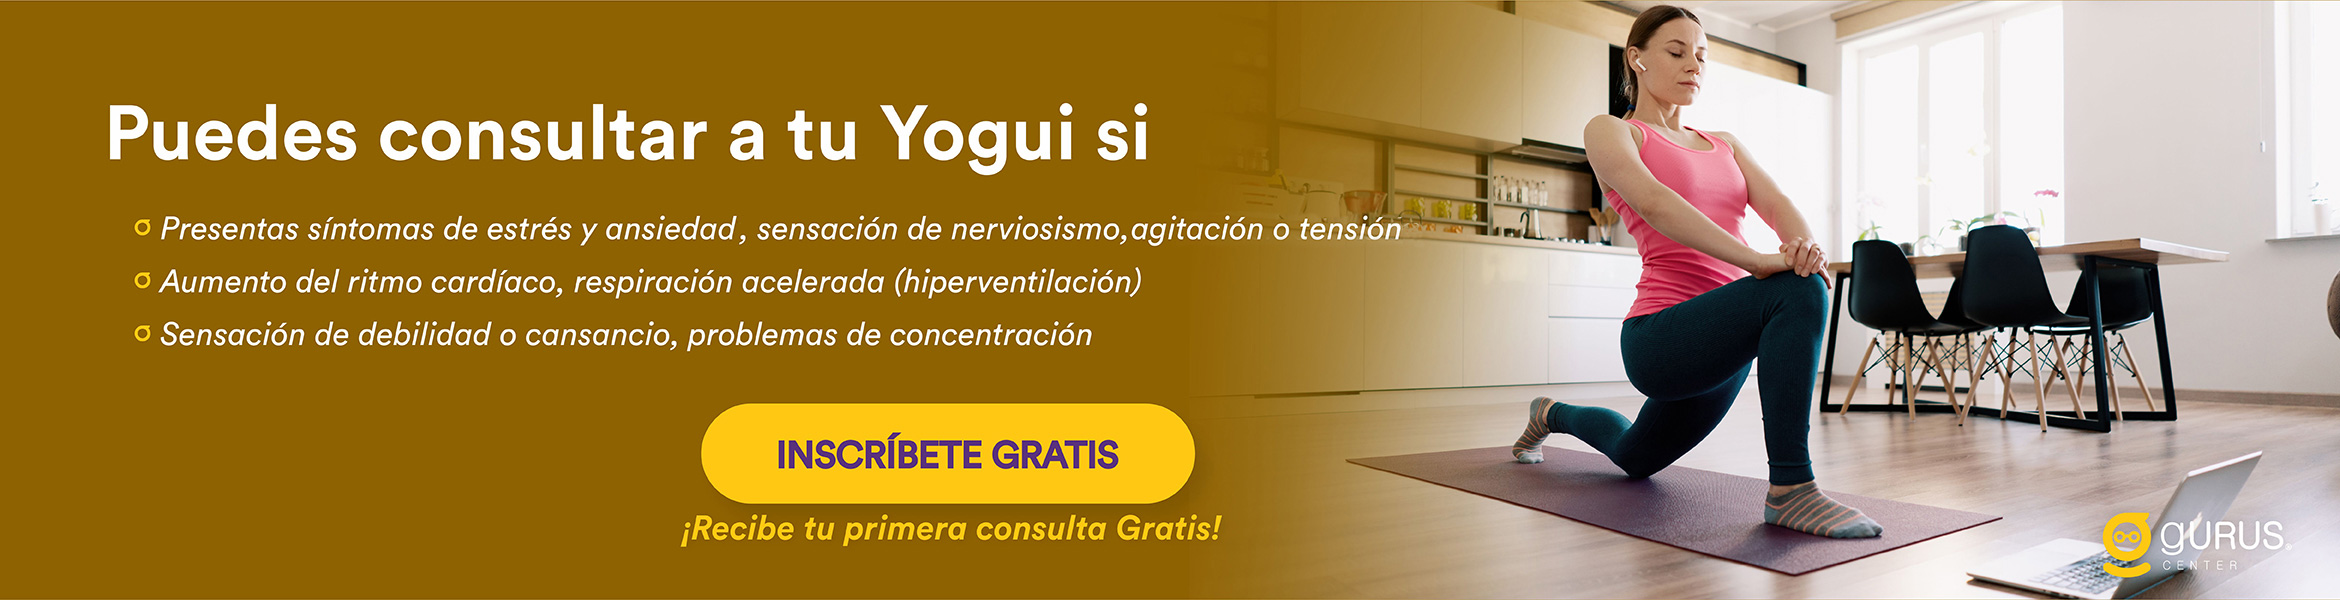 Puedes consultar a tu Yogui si
Presentas síntomas de estrés y ansiedad, sensación de nerviosismo,agitación o tensión
Aumento del ritmo cardíaco, respiración acelerada (hiperventilación)
Sensación de debilidad o cansancio, problemas de concentración
INSCRÍBETE GRATIS
¡Recibe tu primera consulta Gratis!
gURUS
CENTER